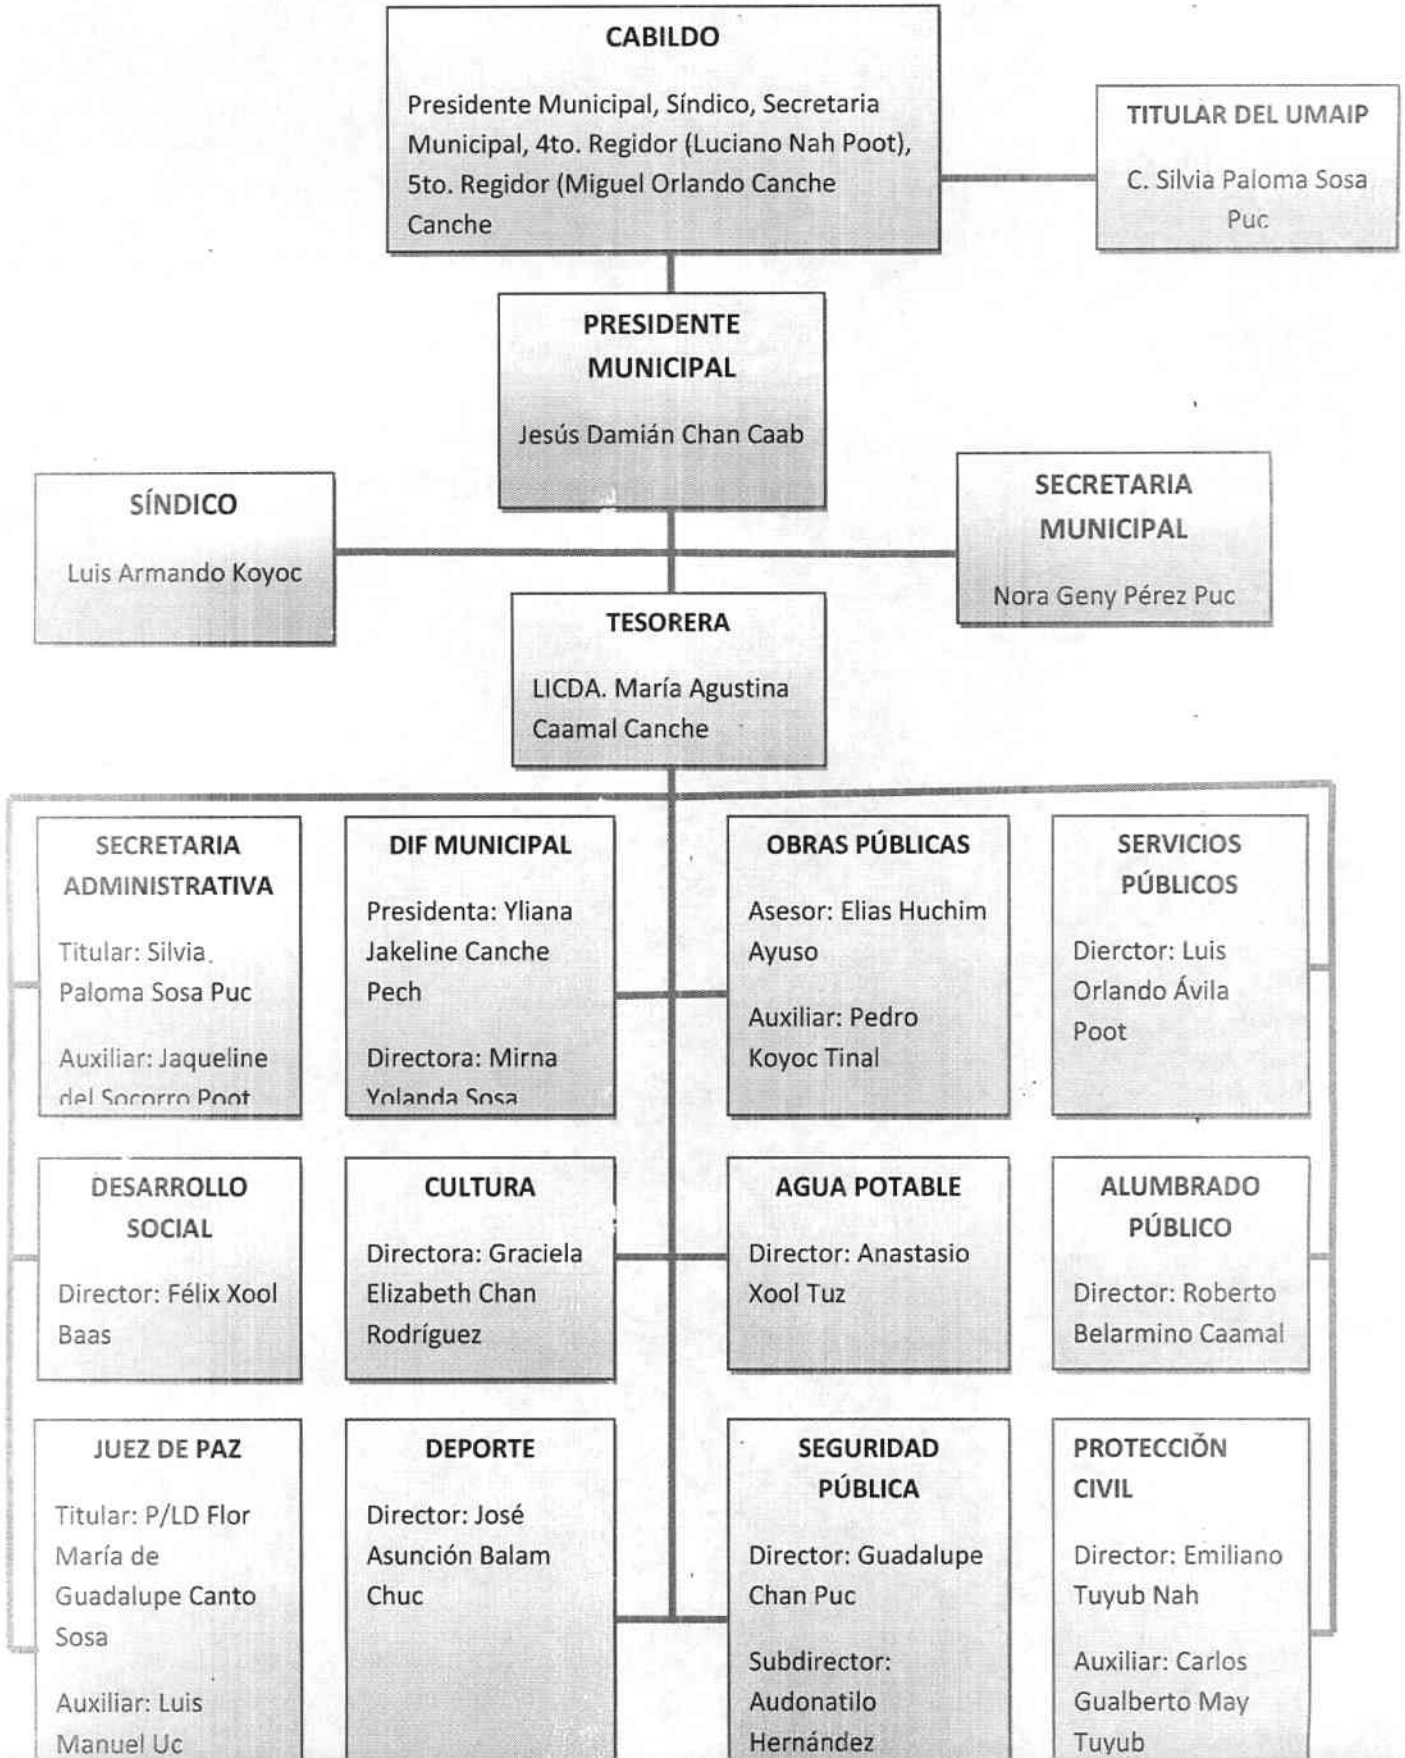 CABILDO
Presidente Municipal, Síndico, Secretaria
Municipal, 4to. Regidor (Luciano Nah Poot),
5to. Regidor (Miguel Orlando Canche
Canche
TITULAR DEL UMAIP
C. Silvia Paloma Sosa
Puc
PRESIDENTE
MUNICIPAL
Jesús Damián Chan Caab
SÍNDICO
Luis Armando Koyoc
SECRETARIA
MUNICIPAL
Nora Geny Pérez Puc
TESORERA
LICDA. María Agustina
Caamal Canche
SECRETARIA
ADMINISTRATIVA
Titular: Silvia
Paloma Sosa Puc
Auxiliar: Jaqueline
del Socorro Poot
DIF MUNICIPAL
Presidenta: Yliana
Jakeline Canche
Pech
Directora: Mirna
Yolanda Sosa
OBRAS PÚBLICAS
Asesor: Elias Huchim
Ayuso
Auxiliar: Pedro
Koyoc Tinal
SERVICIOS
PÚBLICOS
Dierctor: Luis
Orlando Ávila
Poot
DESARROLLO
SOCIAL
Director: Félix Xool
Baas
CULTURA
Directora: Graciela
Elizabeth Chan
Rodríguez
AGUA POTABLE
Director: Anastasio
Xool Tuz
ALUMBRADO
PÚBLICO
Director: Roberto
Belarmino Caamal
JUEZ DE PAZ
Titular: P/LD Flor
María de
Guadalupe Canto
Sosa
Auxiliar: Luis
Manuel Uc
DEPORTE
Director: José
Asunción Balam
Chuc
SEGURIDAD
PÚBLICA
Director: Guadalupe
Chan Puc
Subdirector:
Audonatilo
Hernández
PROTECCIÓN
CIVIL
Director: Emiliano
Tuyub Nah
Auxiliar: Carlos
Gualberto May
Tuyub